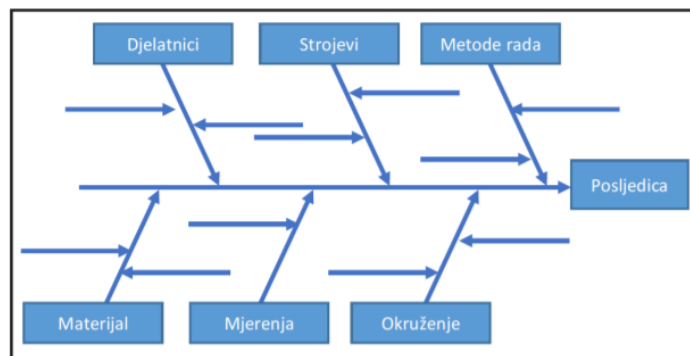 Djelatnici
Strojevi
Metode rada
Posljedica
Materijal
Mjerenja
Okruženje